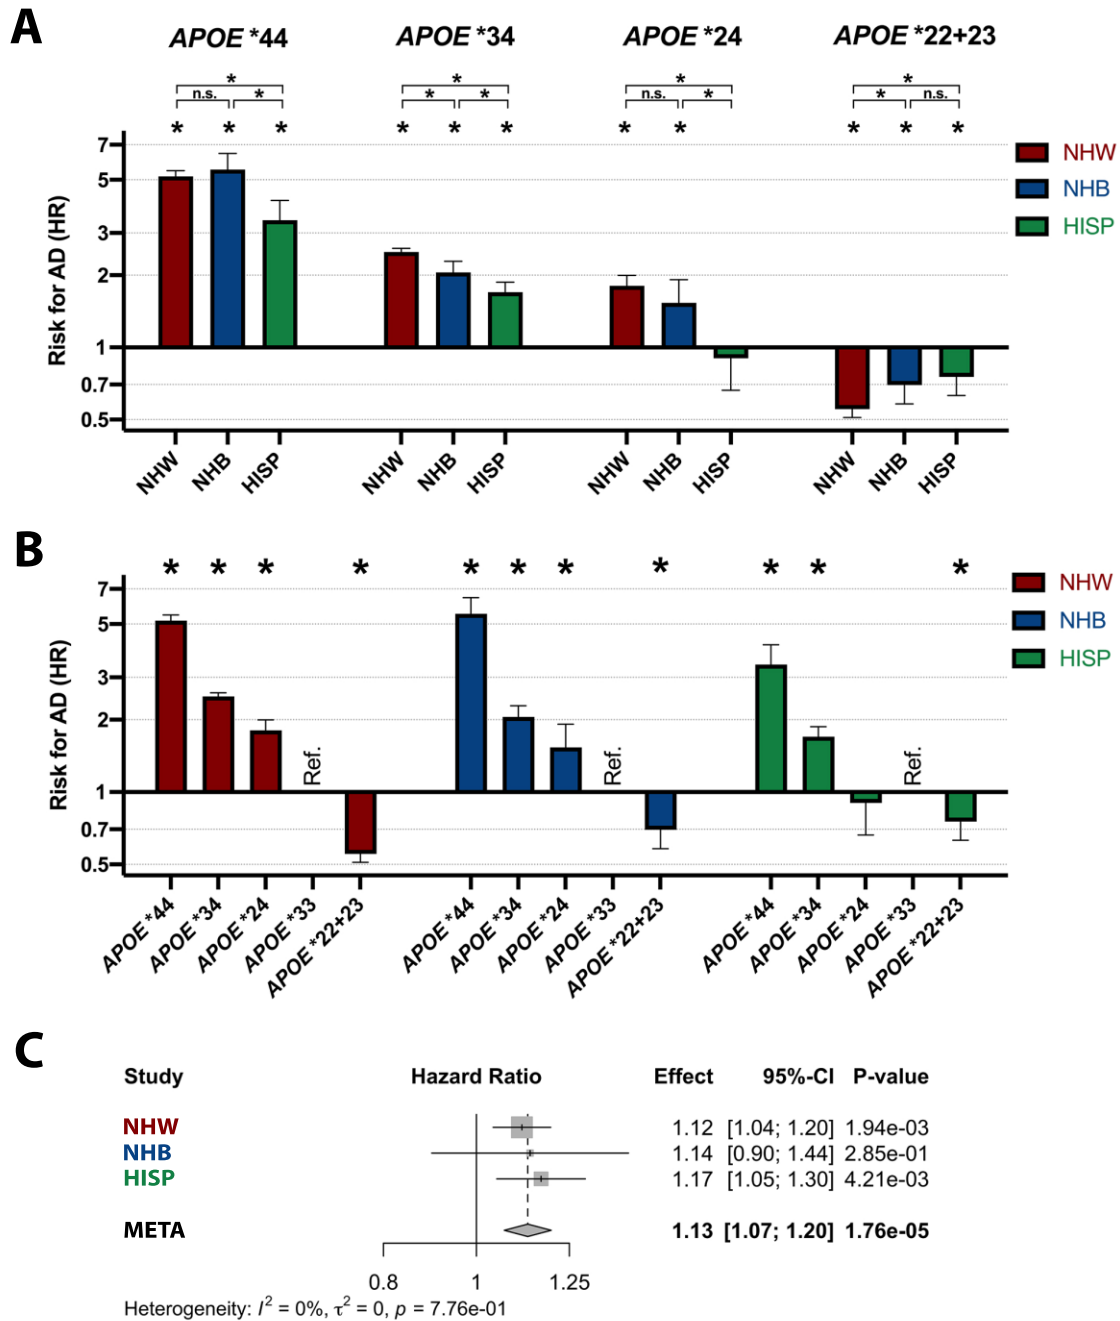 A
APOE *44 APOE *34 APOE *24 APOE *22+23
* * * *
n.s. * * * n.s. * * n.s.
* * * * * * * * * * *
Risk for AD (HR)
7
5
3
2
1
0.7
0.5
NHW
NHB
HISP
NHW NHB HISP NHW NHB HISP NHW NHB HISP NHW NHB HISP
B
* * * * * * * * * * *
Risk for AD (HR)
7
5
3
2
1
0.7
0.5
Ref. Ref. Ref.
NHW
NHB
HISP
APOE *44 APOE *34 APOE *24 APOE *33 APOE *22+23 APOE *44 APOE *34 APOE *24 APOE *33 APOE *22+23 APOE *44 APOE *34 APOE *24 APOE *33 APOE *22+23
C
Study Hazard Ratio Effect 95%-CI P-value
NHW 1.12 [1.04; 1.20] 1.94e-03
NHB 1.14 [0.90; 1.44] 2.85e-01
HISP 1.17 [1.05; 1.30] 4.21e-03
META 1.13 [1.07; 1.20] 1.76e-05
0.8 1 1.25
Heterogeneity: I² = 0%, τ² = 0, p = 7.76e-01